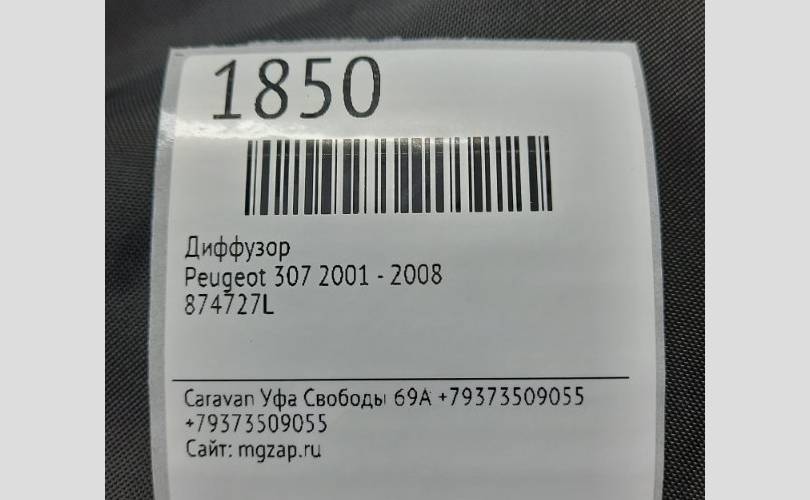 1850
Диффузор
Peugeot 307 2001 - 2008
874727L
Caravan Уфа Свободы 69А +79373509055
+79373509055
Сайт: mgzap.ru